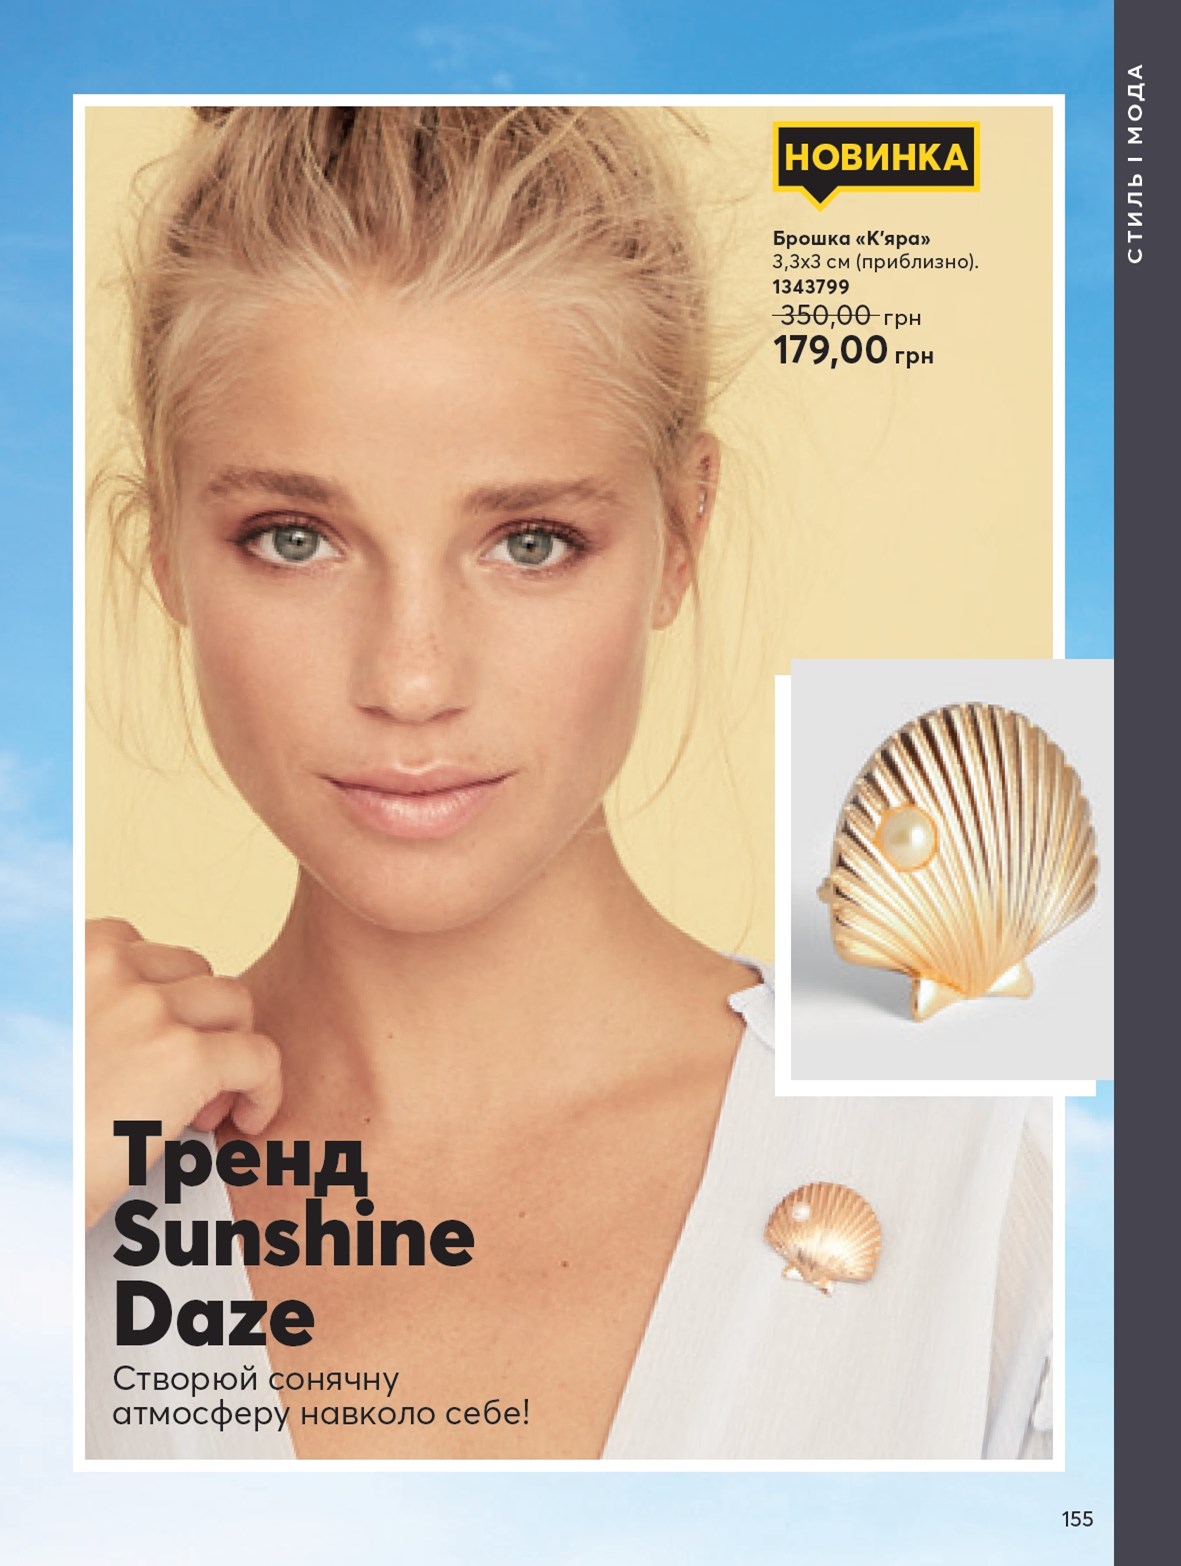 СТИЛЬ І МОДА
НОВИНКА
Брошка «К’яра»
3,3х3 см (приблизно).
1343799
350,00 грн
179,00 грн
Тренд
Sunshine
Daze
Створюй сонячну
атмосферу навколо себе!
155